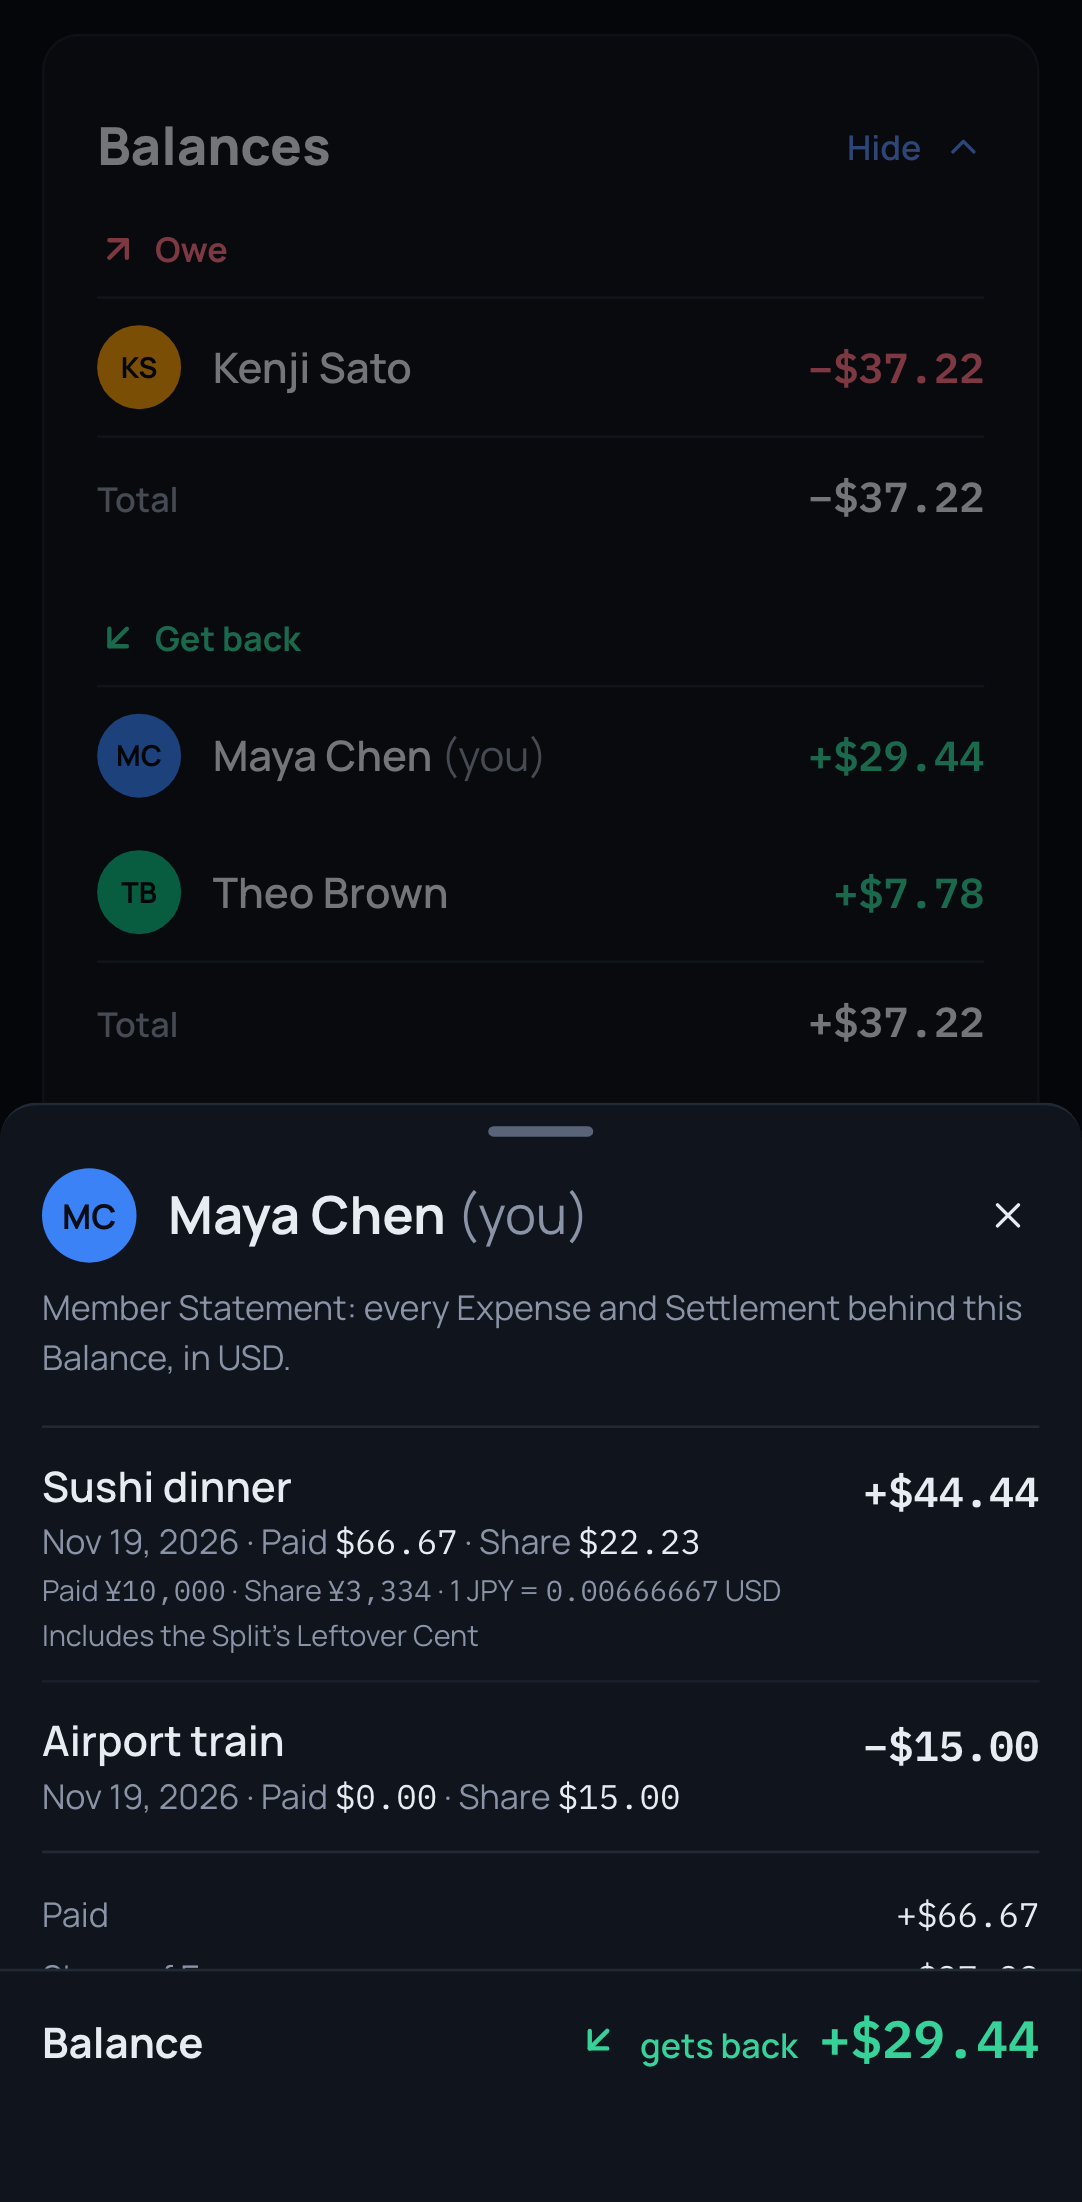 Balances
Hide
Owe
KS Kenji Sato −$37.22
Total −$37.22
Get back
MC Maya Chen (you) +$29.44
TB Theo Brown +$7.78
Total +$37.22
MC Maya Chen (you)
Member Statement: every Expense and Settlement behind this
Balance, in USD.
Sushi dinner +$44.44
Nov 19, 2026 · Paid $66.67 · Share $22.23
Paid ¥10,000 · Share ¥3,334 · 1 JPY = 0.00666667 USD
Includes the Split’s Leftover Cent
Airport train −$15.00
Nov 19, 2026 · Paid $0.00 · Share $15.00
Paid +$66.67
Balance gets back +$29.44